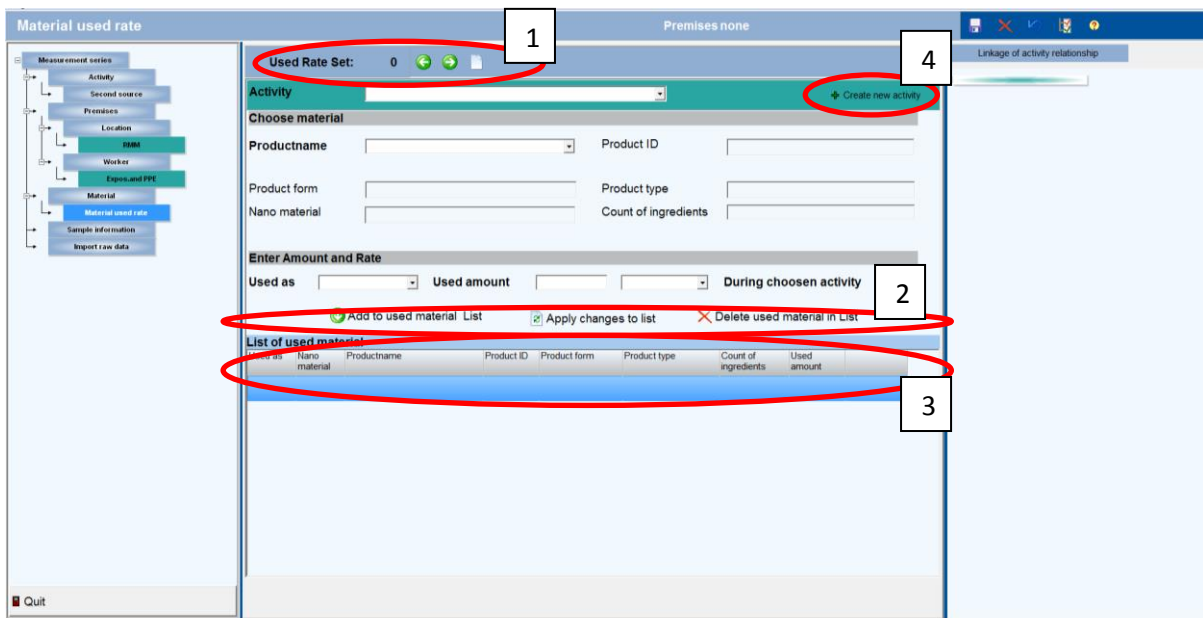 Material used rate
Premises none
1
4
2
3
Measurement series
Activity
Second source
Premises
Location
RMM
Worker
Expos.and PPE
Material
Material used rate
Sample information
Import raw data
Quit
Used Rate Set: 0
Activity
Create new activity
Choose material
Productname
Product ID
Product form
Product type
Nano material
Count of ingredients
Enter Amount and Rate
Used as
Used amount
During choosen activity
Add to used material List
Apply changes to list
Delete used material in List
List of used material
Used as
Nano material
Productname
Product ID
Product form
Product type
Count of ingredients
Used amount
Linkage of activity relationship